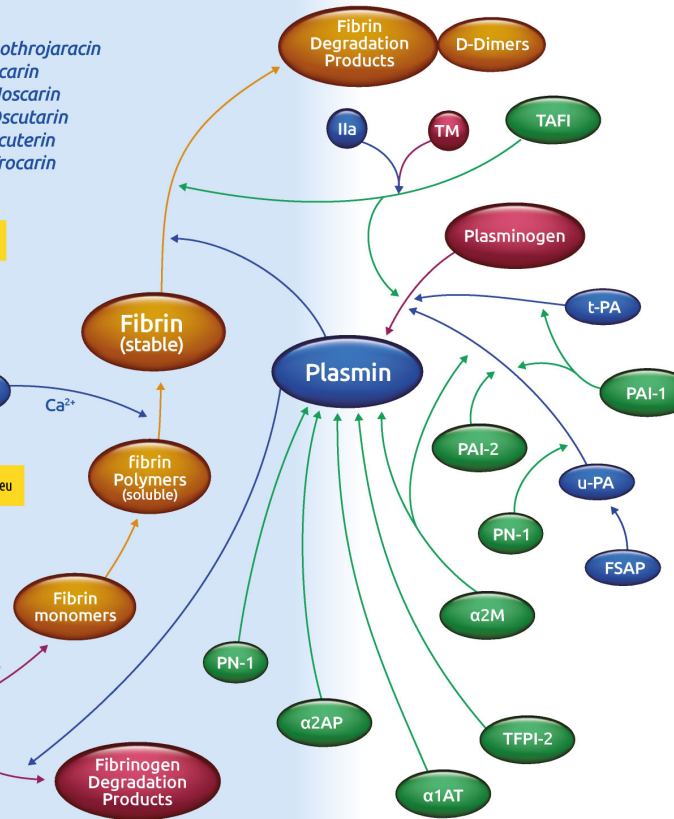 Fibrin
Degradation
Products
D-Dimers
othrojaracin
carin
loscarin
Oscutarin
cuterin
rocarin
IIa
TM
TAFI
Plasminogen
t-PA
Fibrin
(stable)
Plasmin
PAI-1
Ca²⁺
PAI-2
fibrin
Polymers
(soluble)
u-PA
eu
PN-1
FSAP
Fibrin
monomers
α2M
PN-1
α2AP
TFPI-2
Fibrinogen
Degradation
Products
α1AT